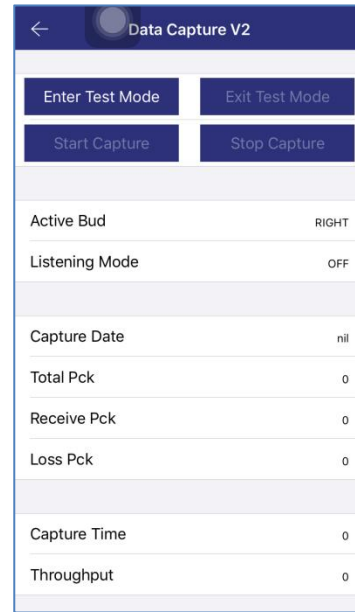 Data Capture V2
Enter Test Mode Exit Test Mode
Start Capture Stop Capture
Active Bud RIGHT
Listening Mode OFF
Capture Date nil
Total Pck 0
Receive Pck 0
Loss Pck 0
Capture Time 0
Throughput 0